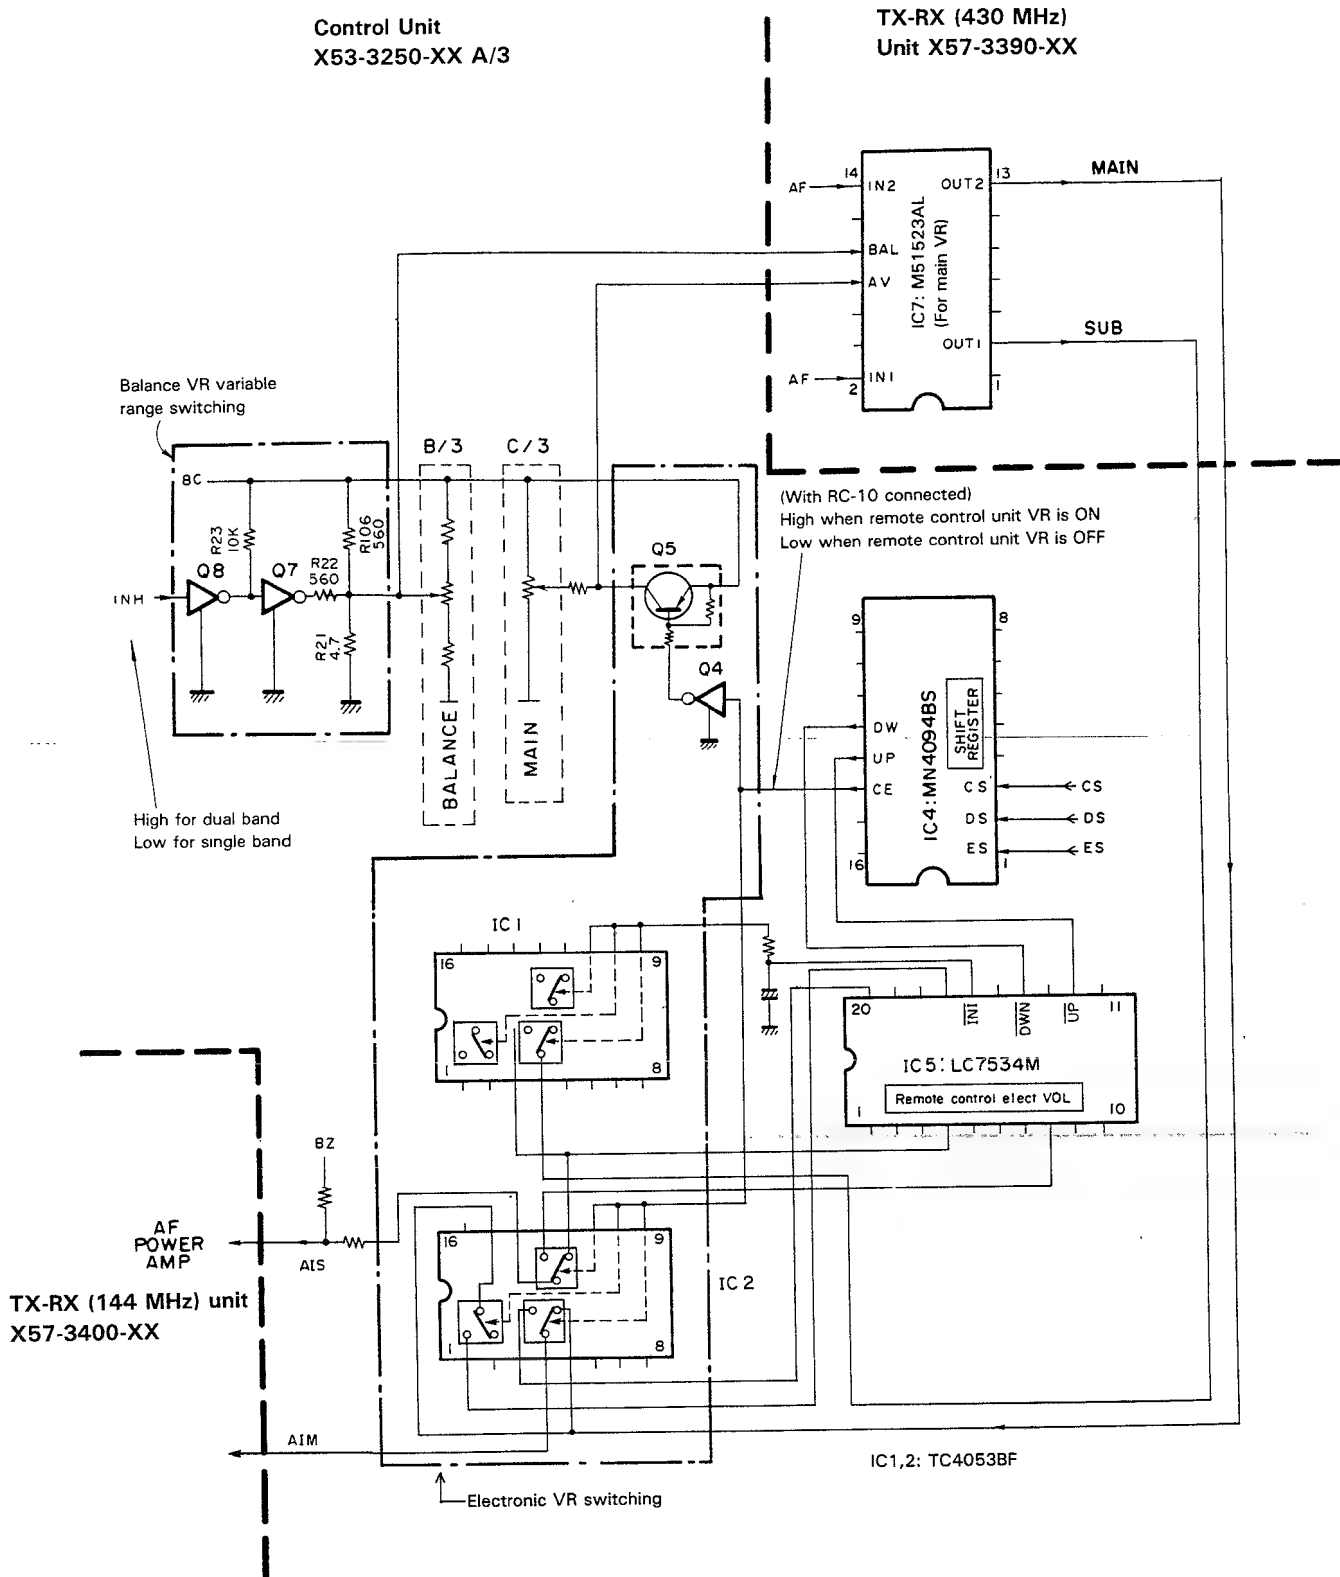 Control Unit
X53-3250-XX A/3
TX-RX (430 MHz)
Unit X57-3390-XX
14
13
MAIN
AF
IN2
OUT2
BAL
AV
IC7: M51523AL
(For main VR)
SUB
OUT1
AF
IN1
2
1
Balance VR variable
range switching
B/3
C/3
8C
(With RC-10 connected)
High when remote control unit VR is ON
Low when remote control unit VR is OFF
R23
10K
R106
560
Q5
Q8
Q7
R22
560
INH
R21
4.7
Q4
9
8
BALANCE
MAIN
DW
UP
CE
IC4:MN4094BS
SHIFT
REGISTER
CS
CS
DS
DS
ES
ES
16
1
High for dual band
Low for single band
IC1
16
9
1
8
20
INI
DWN
UP
11
IC5: LC7534M
Remote control elect VOL
1
10
BZ
AF
POWER
AMP
AIS
16
9
IC2
1
8
TX-RX (144 MHz) unit
X57-3400-XX
AIM
IC1,2: TC4053BF
Electronic VR switching